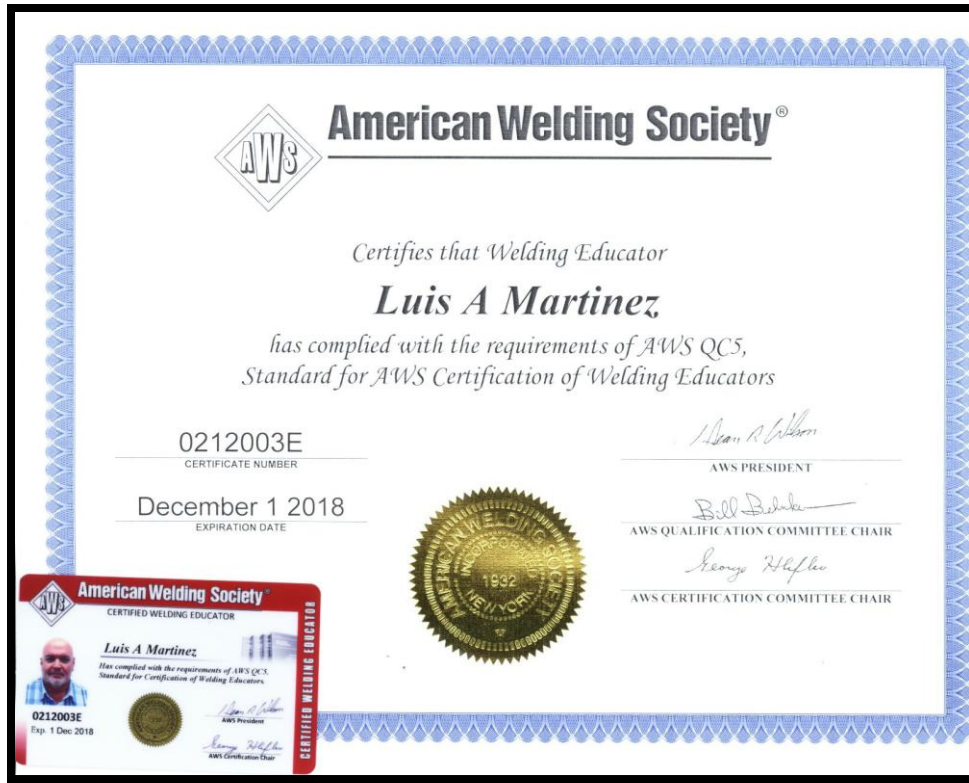 AWS
American Welding Society®
Certifies that Welding Educator
Luis A Martinez
has complied with the requirements of AWS QC5,
Standard for AWS Certification of Welding Educators
0212003E
CERTIFICATE NUMBER
December 1 2018
EXPIRATION DATE
AWS PRESIDENT
AWS QUALIFICATION COMMITTEE CHAIR
AWS CERTIFICATION COMMITTEE CHAIR
AMERICAN WELDING SOCIETY
INCORPORATED
1932
NEW YORK
AWS
American Welding Society®
CERTIFIED WELDING EDUCATOR
Luis A Martinez
Has complied with the requirements of AWS QC5,
Standard for Certification of Welding Educators.
0212003E
Exp. 1 Dec 2018
AWS President
AWS Certification Chair
CERTIFIED WELDING EDUCATOR